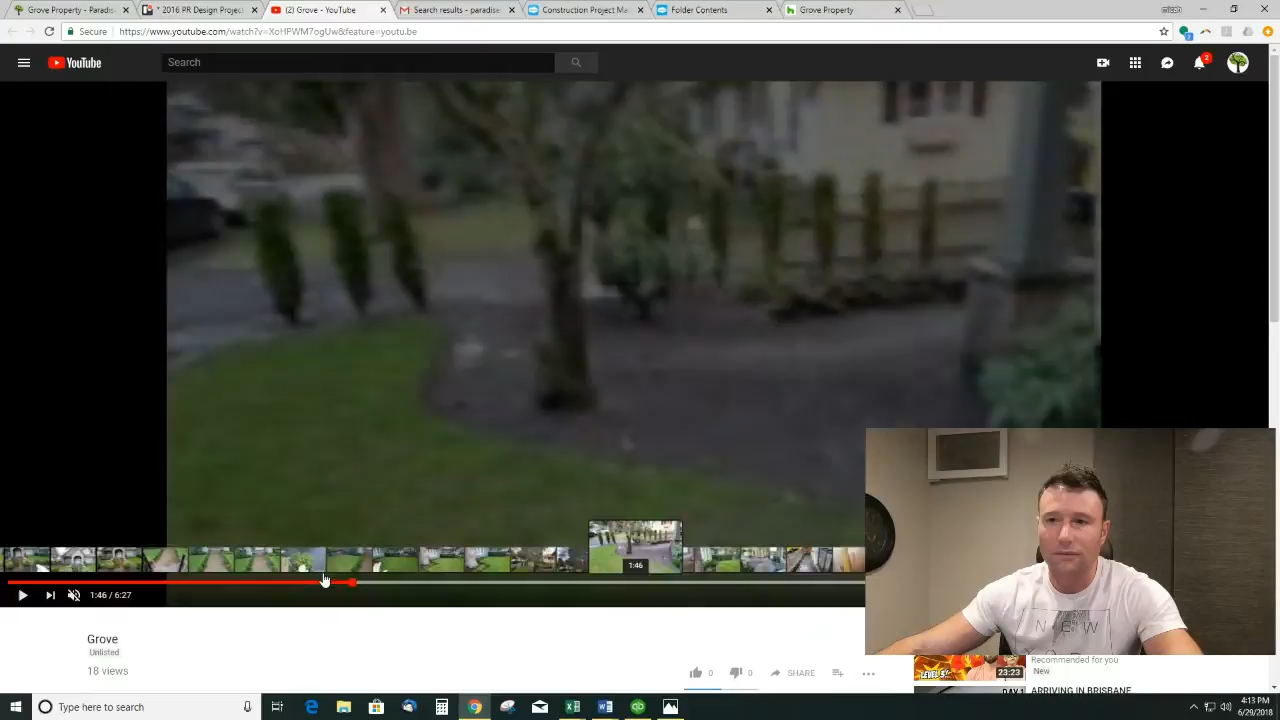 Grove Property - Paradis
* 2016 PR Design Project
(2) Grove - YouTube
Search results - paradise
Construction Project Ma
Folder Contents
Grove Property
Secure
https://www.youtube.com/watch?v=XoHPWM7ogUw&feature=youtu.be
YouTube
Search
2
1:46
1:46 / 6:27
NEW
Grove
Unlisted
18 views
0
0
SHARE
Recommended for you
New
23:23
ARRIVING IN BRISBANE
Type here to search
4:13 PM
6/29/2018